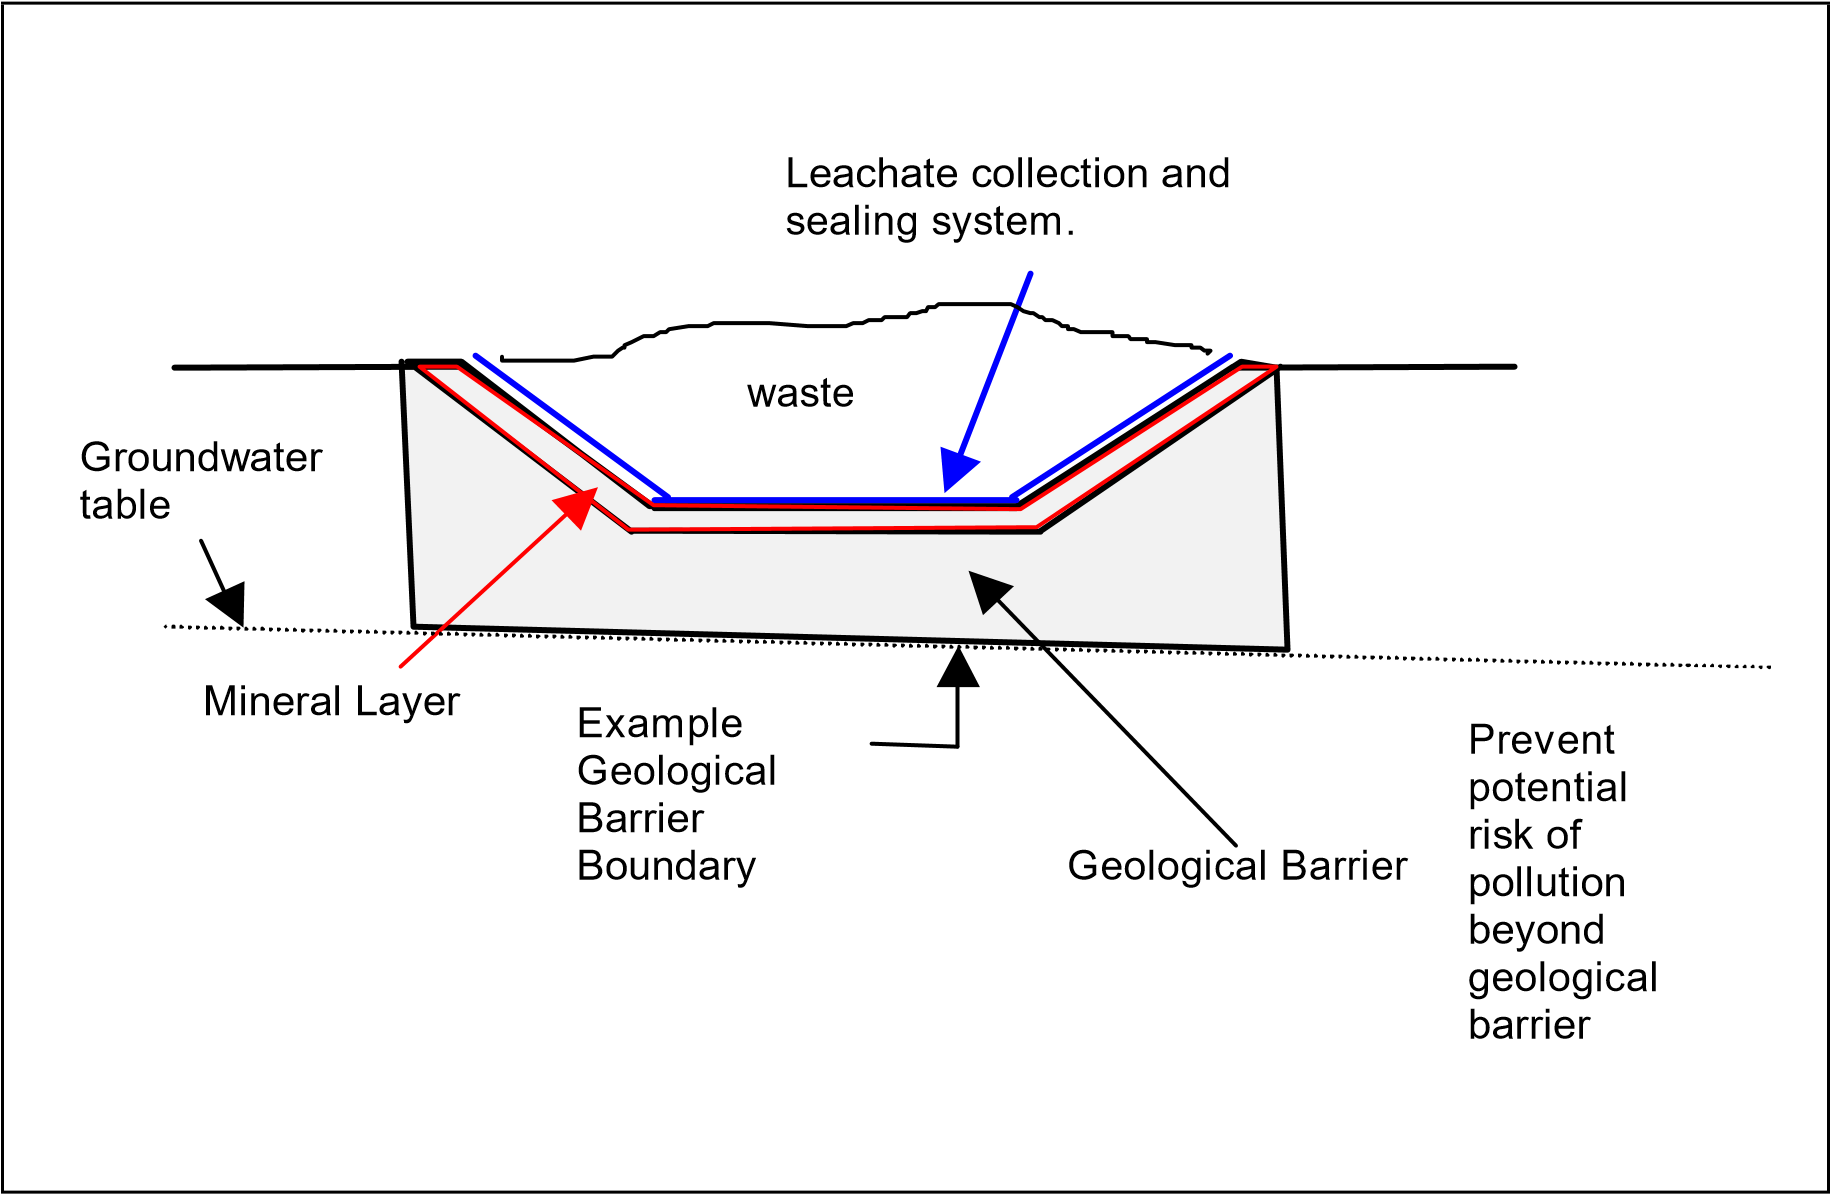 Leachate collection and
sealing system.
waste
Groundwater
table
Mineral Layer
Example
Geological
Barrier
Boundary
Geological Barrier
Prevent
potential
risk of
pollution
beyond
geological
barrier